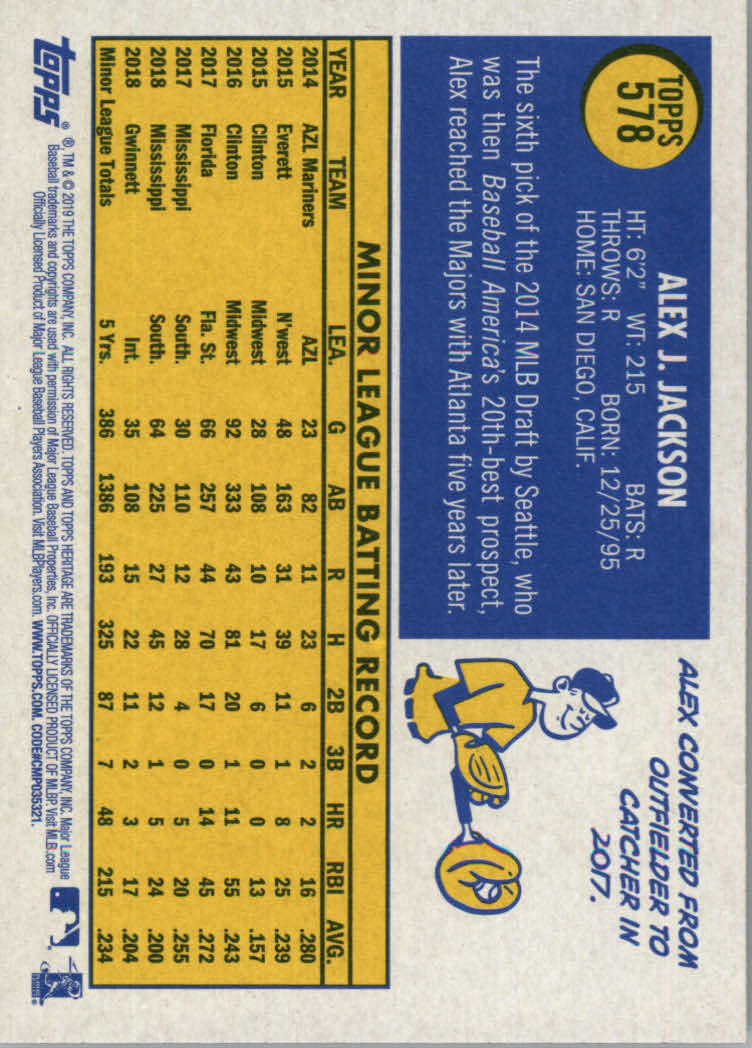 TOPPS
578
ALEX J. JACKSON
HT: 6'2" WT: 215 BATS: R
THROWS: R BORN: 12/25/95
HOME: SAN DIEGO, CALIF.
The sixth pick of the 2014 MLB Draft by Seattle, who
was then Baseball America's 20th-best prospect,
Alex reached the Majors with Atlanta five years later.
ALEX CONVERTED FROM
OUTFIELDER TO
CATCHER IN
2017.
MINOR LEAGUE BATTING RECORD
YEAR TEAM LEA. G AB R H 2B 3B HR RBI AVG.
2014 AZL Mariners AZL 23 82 11 23 6 2 2 16 .280
2015 Everett N'west 48 163 31 39 11 1 8 25 .239
2015 Clinton Midwest 28 108 10 17 6 0 0 13 .157
2016 Clinton Midwest 92 333 43 81 20 1 11 55 .243
2017 Florida Fla. St. 66 257 44 70 17 0 14 45 .272
2017 Mississippi South. 30 110 12 28 4 0 5 20 .255
2018 Mississippi South. 64 225 27 45 12 1 5 24 .200
2018 Gwinnett Int. 35 108 15 22 11 2 3 17 .204
Minor League Totals 5 Yrs. 386 1386 193 325 87 7 48 215 .234
topps®
®, TM & © 2019 THE TOPPS COMPANY, INC. ALL RIGHTS RESERVED. TOPPS AND TOPPS HERITAGE ARE TRADEMARKS OF THE TOPPS COMPANY, INC. Major League
Baseball trademarks and copyrights are used with permission of Major League Baseball Properties, Inc. OFFICIALLY LICENSED PRODUCT OF MLBP Visit MLB.com
Officially Licensed Product of Major League Baseball Players Association. Visit MLBPlayers.com. WWW.TOPPS.COM. CODE#CMP035321.